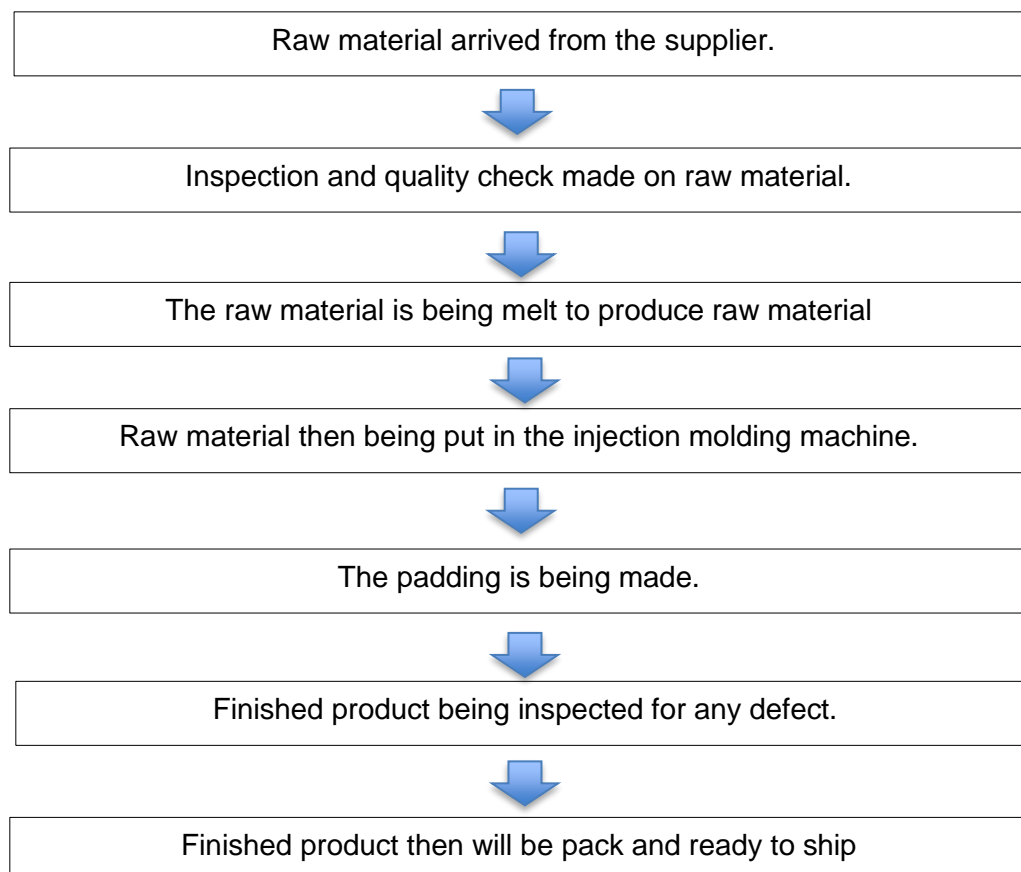 Raw material arrived from the supplier.
Inspection and quality check made on raw material.
The raw material is being melt to produce raw material
Raw material then being put in the injection molding machine.
The padding is being made.
Finished product being inspected for any defect.
Finished product then will be pack and ready to ship